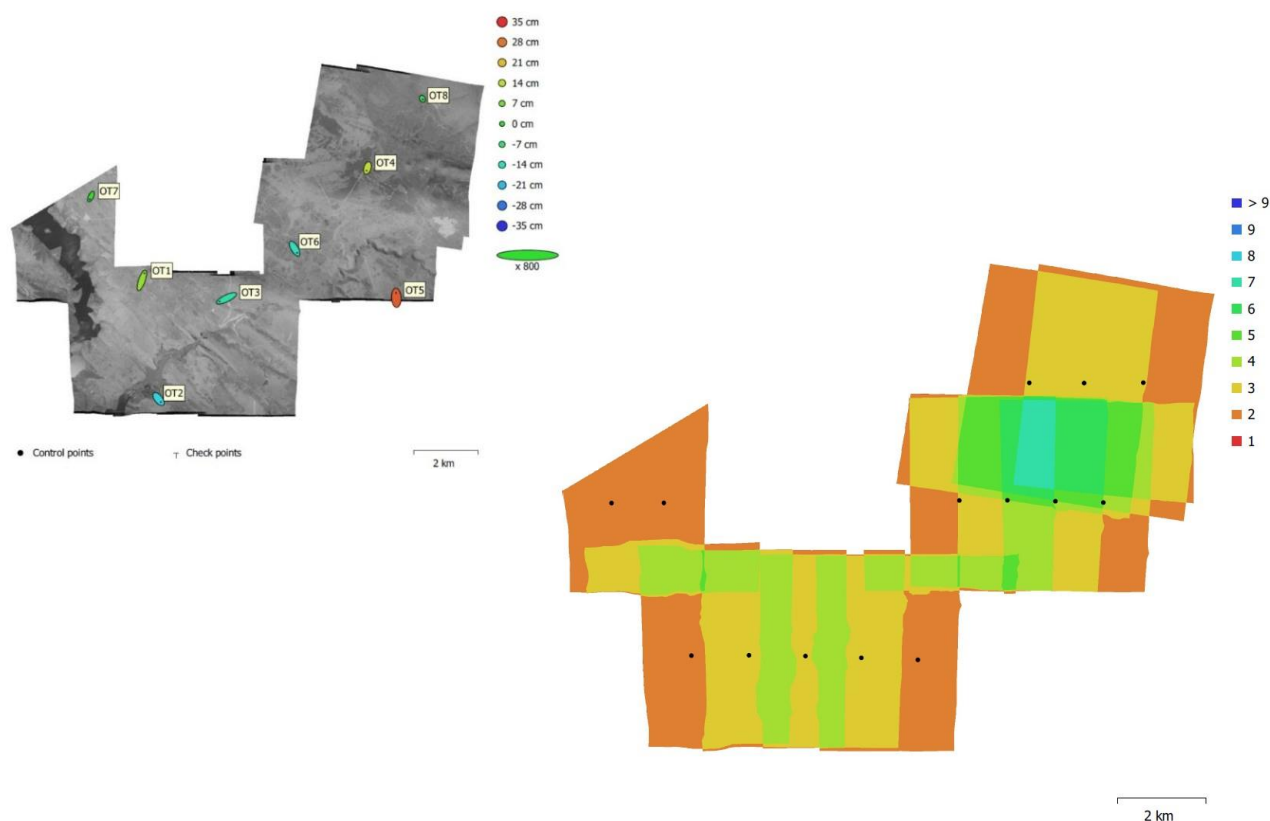 35 cm
28 cm
21 cm
14 cm
7 cm
0 cm
-7 cm
-14 cm
-21 cm
-28 cm
-35 cm
x 800
OT8
OT4
OT7
OT6
OT1
OT3
OT5
OT2
Control points
Check points
2 km
> 9
9
8
7
6
5
4
3
2
1
2 km